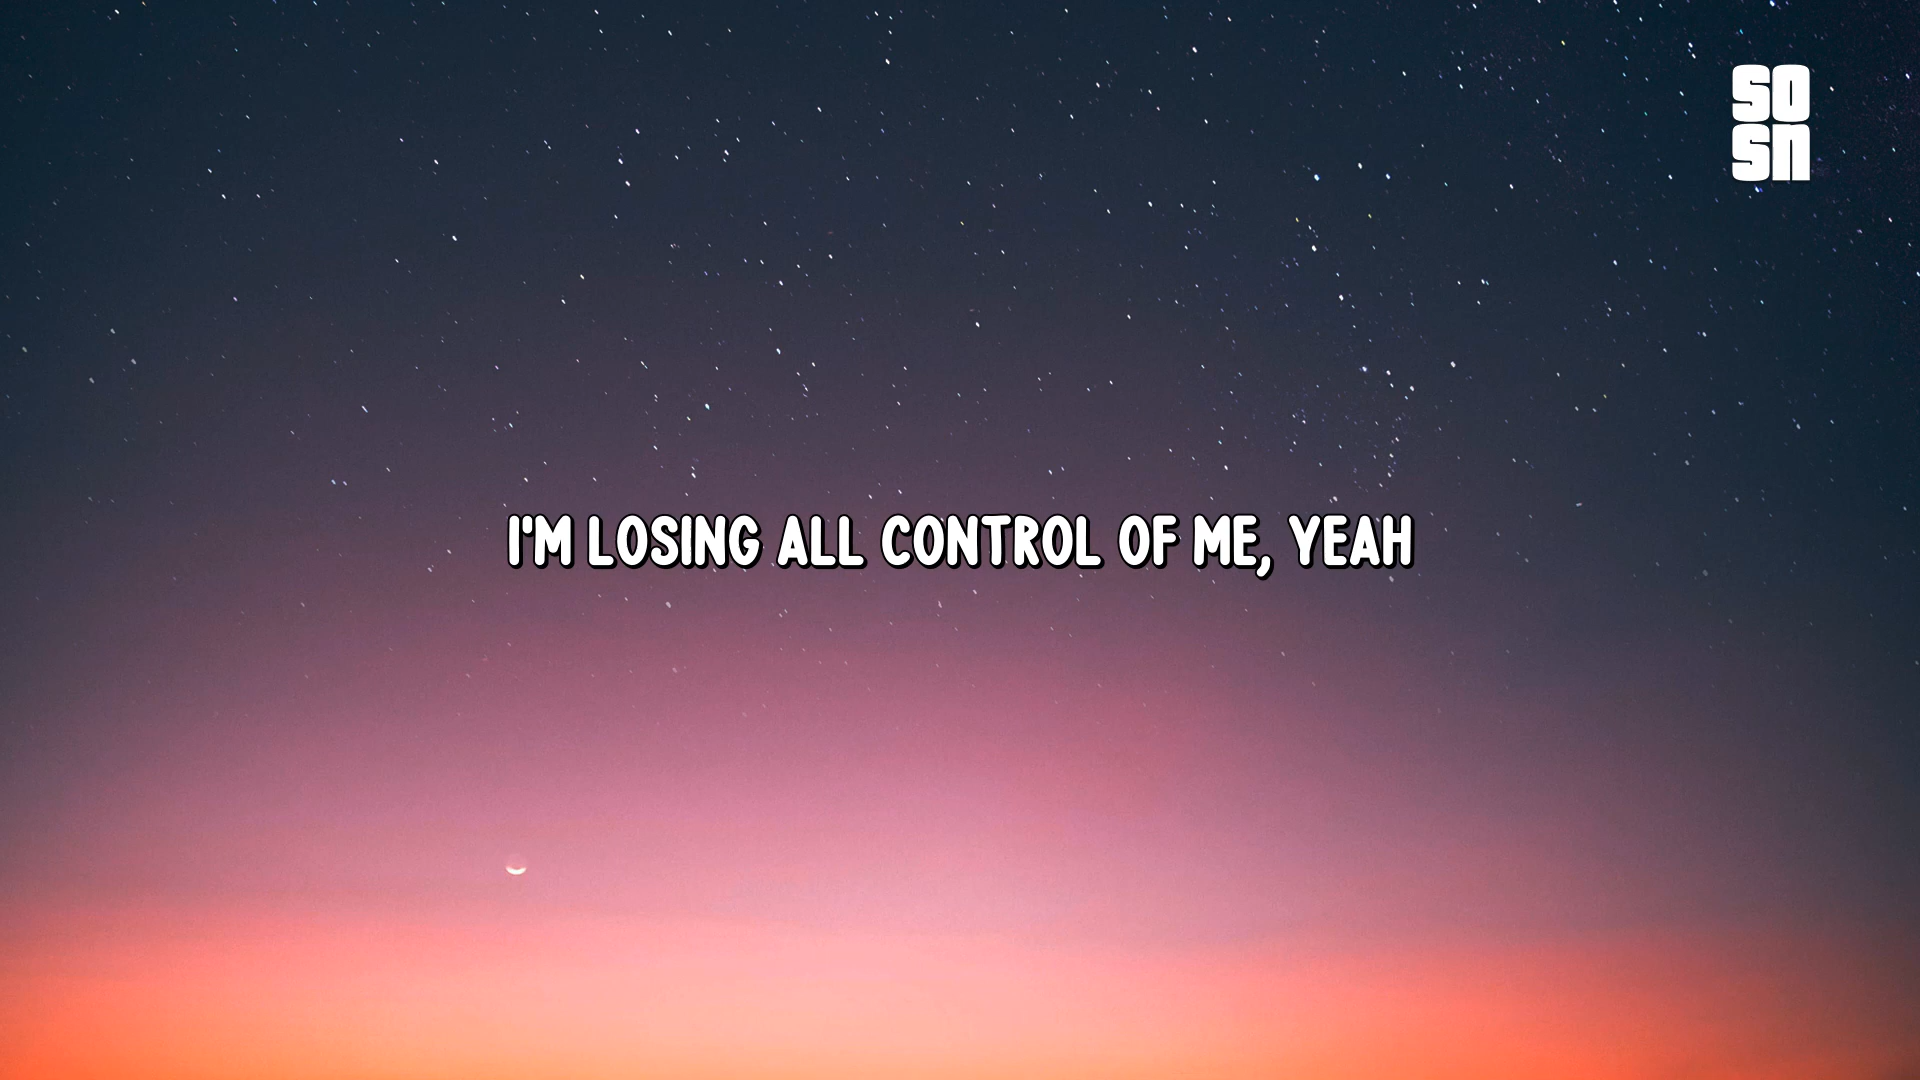 SO
SN
I'M LOSING ALL CONTROL OF ME, YEAH